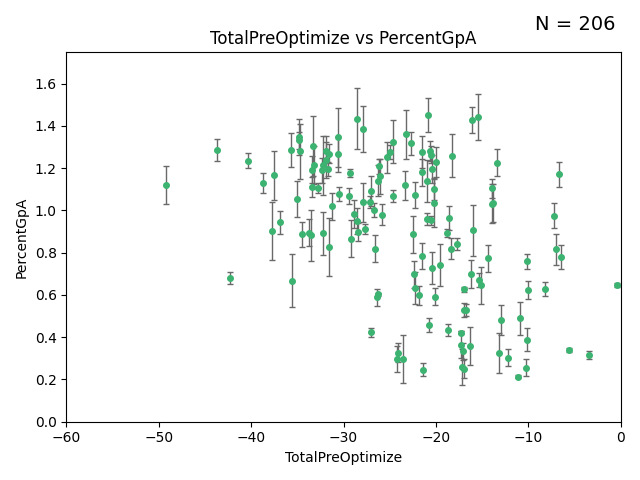 N = 206
TotalPreOptimize vs PercentGpA
PercentGpA
1.6
1.4
1.2
1.0
0.8
0.6
0.4
0.2
0.0
−60 −50 −40 −30 −20 −10 0
TotalPreOptimize